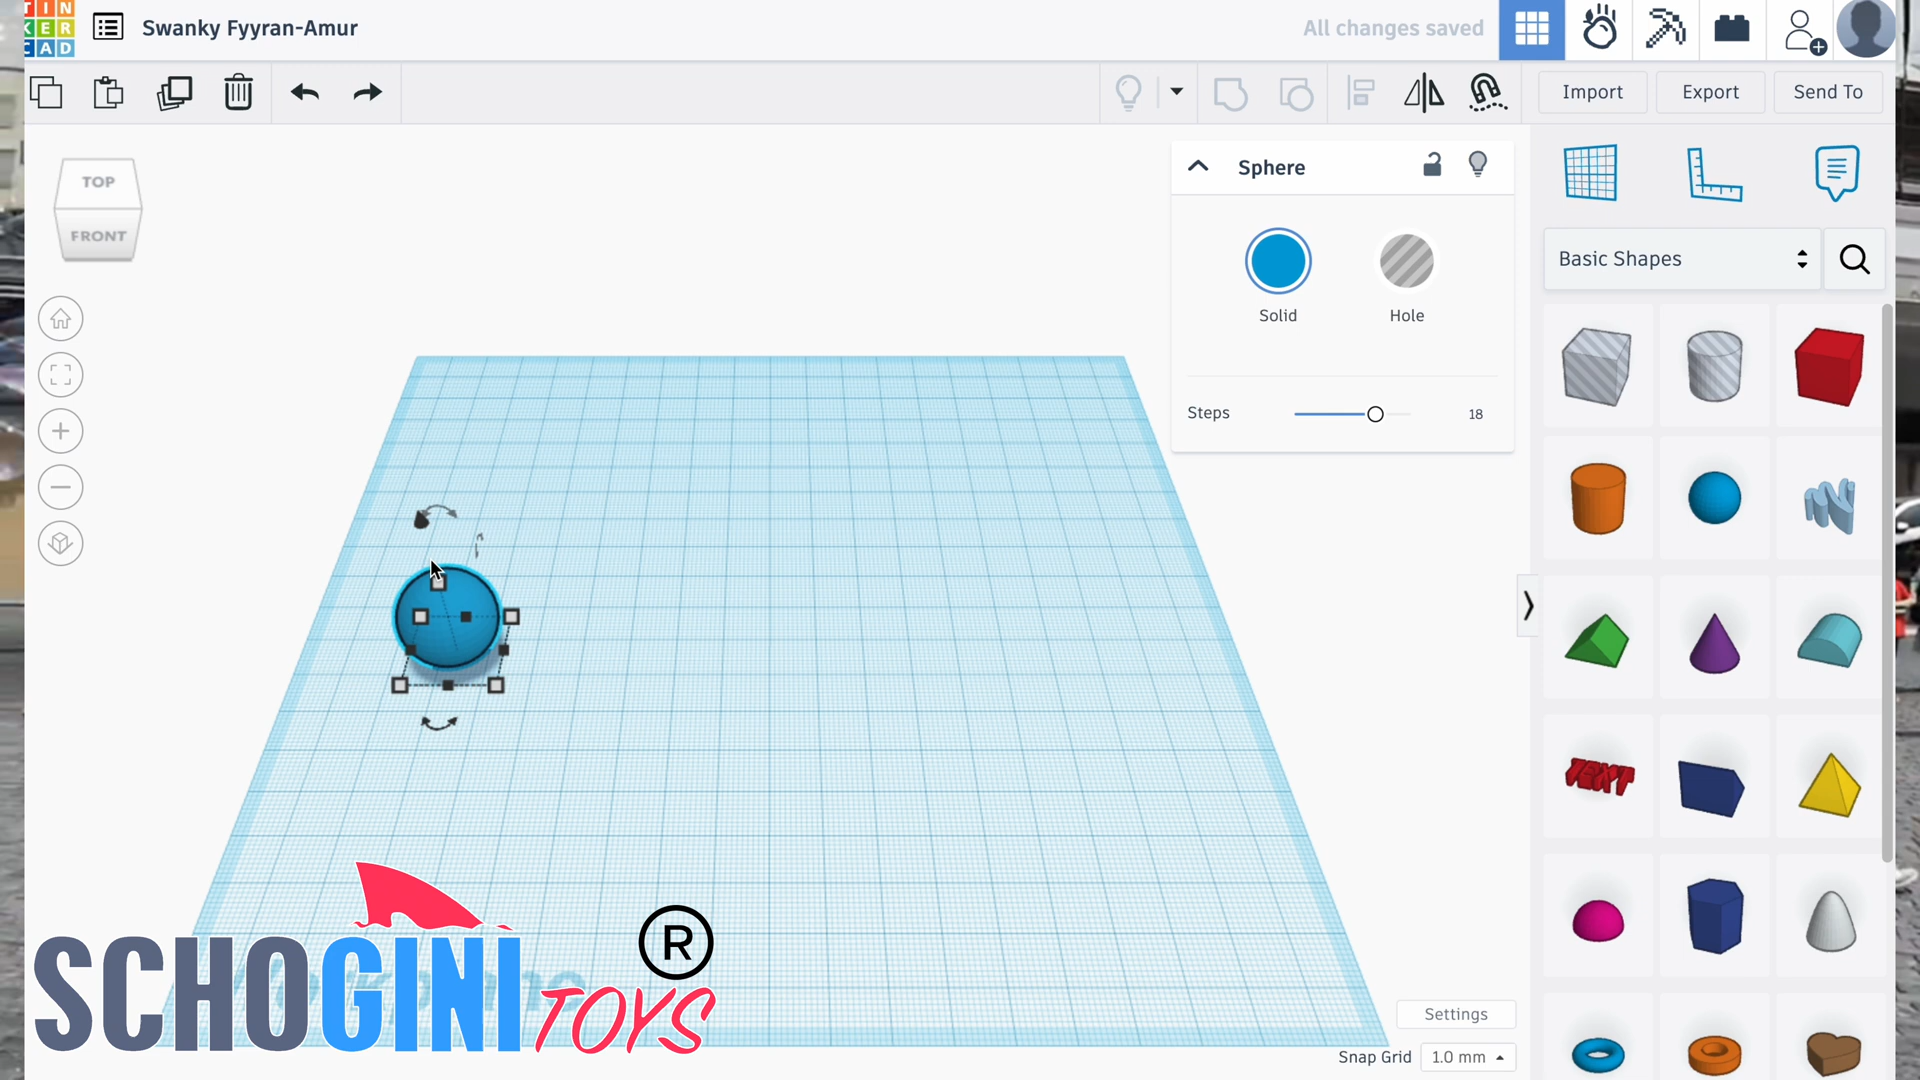 TIN
KER
CAD
Swanky Fyyran-Amur
All changes saved
Import
Export
Send To
TOP
FRONT
Sphere
Solid
Hole
Steps
18
Basic Shapes
TEXT
SCHOGINI
TOYS
®
Settings
Snap Grid
1.0 mm